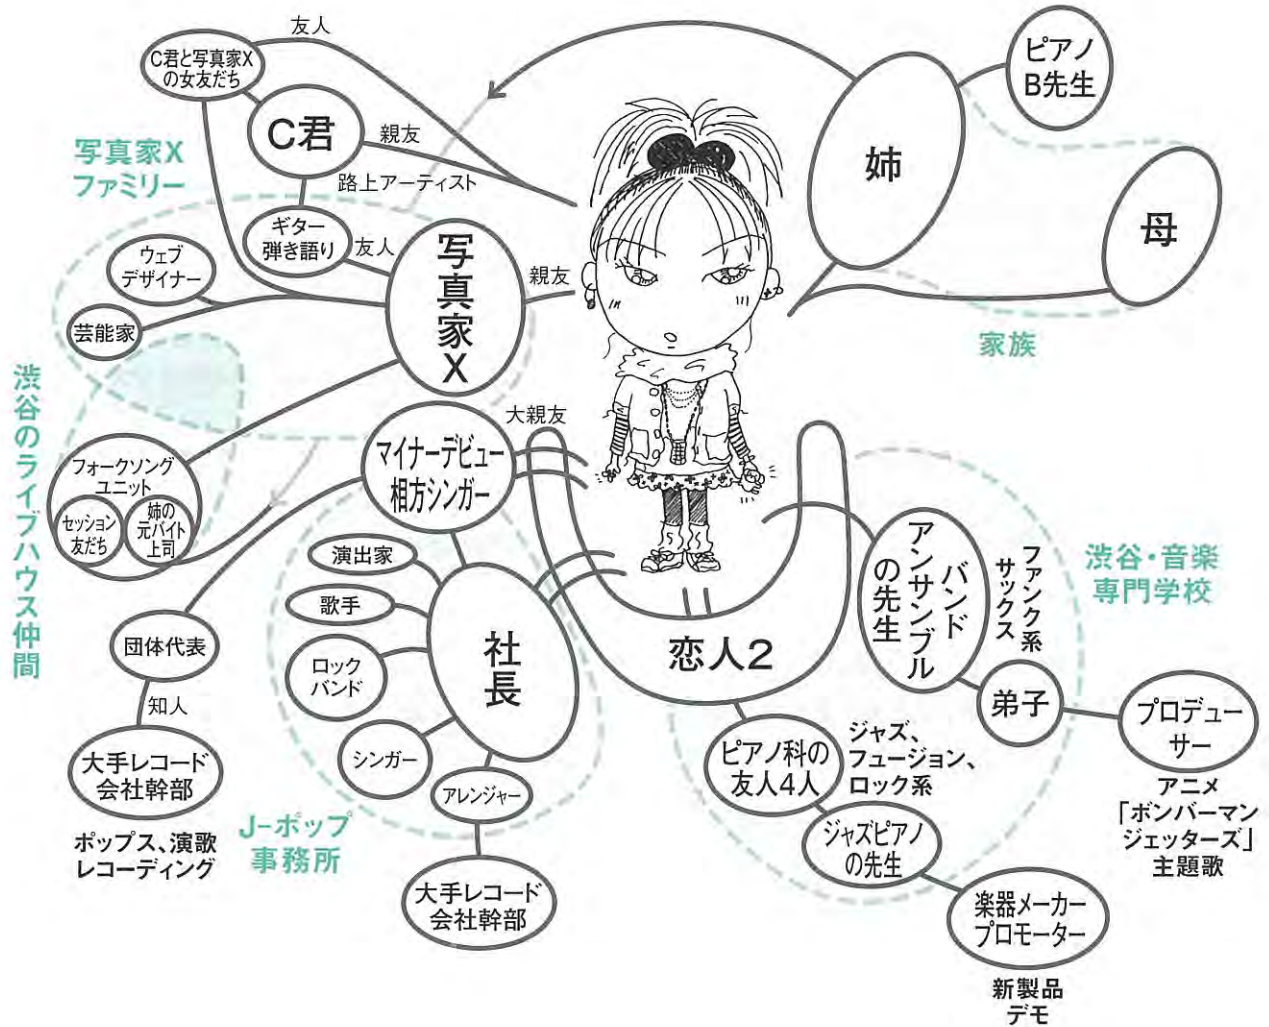 友人
C君と写真家X
の女友だち
C君
親友
路上アーティスト
写真家X
ファミリー
ギター
弾き語り
友人
ウェブ
デザイナー
芸能家
写真家X
親友
姉
ピアノ
B先生
母
家族
渋谷のライブハウス仲間
フォークソング
ユニット
セッション
友だち
姉の
元バイト
上司
大親友
マイナーデビュー
相方シンガー
演出家
歌手
ロック
バンド
シンガー
アレンジャー
社長
団体代表
知人
大手レコード
会社幹部
ポップス、演歌
レコーディング
J-ポップ
事務所
大手レコード
会社幹部
恋人2
バンド
アンサンブル
の先生
ファンク系
サックス
渋谷・音楽
専門学校
弟子
プロデュー
サー
アニメ
「ボンバーマン
ジェッターズ」
主題歌
ピアノ科の
友人4人
ジャズ、
フュージョン、
ロック系
ジャズピアノ
の先生
楽器メーカー
プロモーター
新製品
デモ